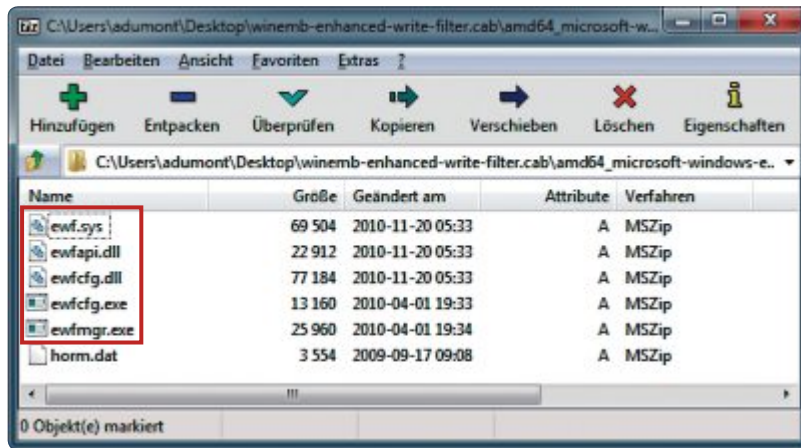 C:\Users\adumont\Desktop\winemb-enhanced-write-filter.cab\amd64_microsoft-w...
Datei Bearbeiten Ansicht Favoriten Extras ?
Hinzufügen Entpacken Überprüfen Kopieren Verschieben Löschen Eigenschaften
C:\Users\adumont\Desktop\winemb-enhanced-write-filter.cab\amd64_microsoft-windows-e..
Name Größe Geändert am Attribute Verfahren
ewf.sys 69 504 2010-11-20 05:33 A MSZip
ewfapi.dll 22 912 2010-11-20 05:33 A MSZip
ewfcfg.dll 77 184 2010-11-20 05:33 A MSZip
ewfcfg.exe 13 160 2010-04-01 19:33 A MSZip
ewfmgr.exe 25 960 2010-04-01 19:34 A MSZip
horm.dat 3 554 2009-09-17 09:08 A MSZip
0 Objekt(e) markiert